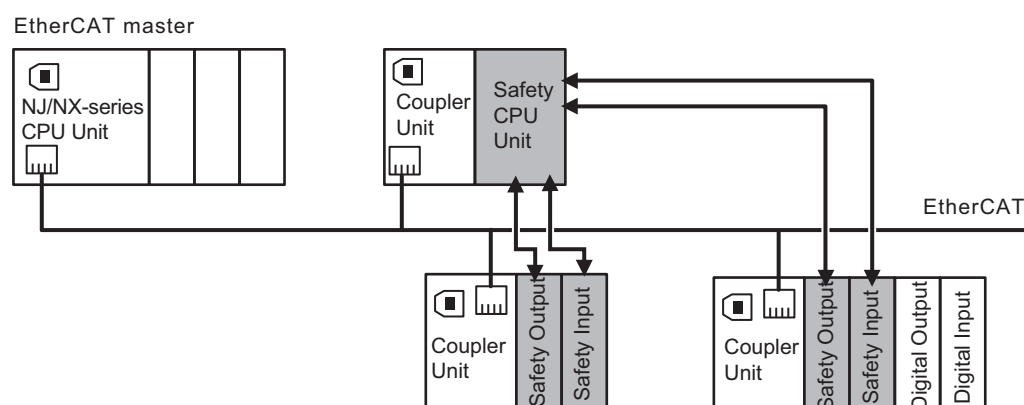 EtherCAT master
NJ/NX-series
CPU Unit
Coupler
Unit
Safety
CPU
Unit
EtherCAT
Coupler
Unit
Safety Output
Safety Input
Coupler
Unit
Safety Output
Safety Input
Digital Output
Digital Input